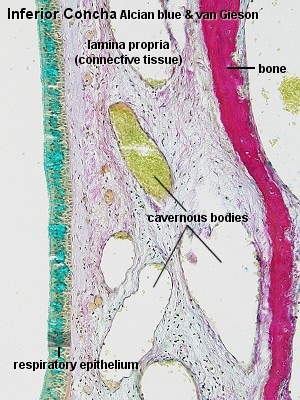 Inferior Concha Alcian blue & van Gieson
lamina propria
(connective tissue)
bone
cavernous bodies
respiratory epithelium